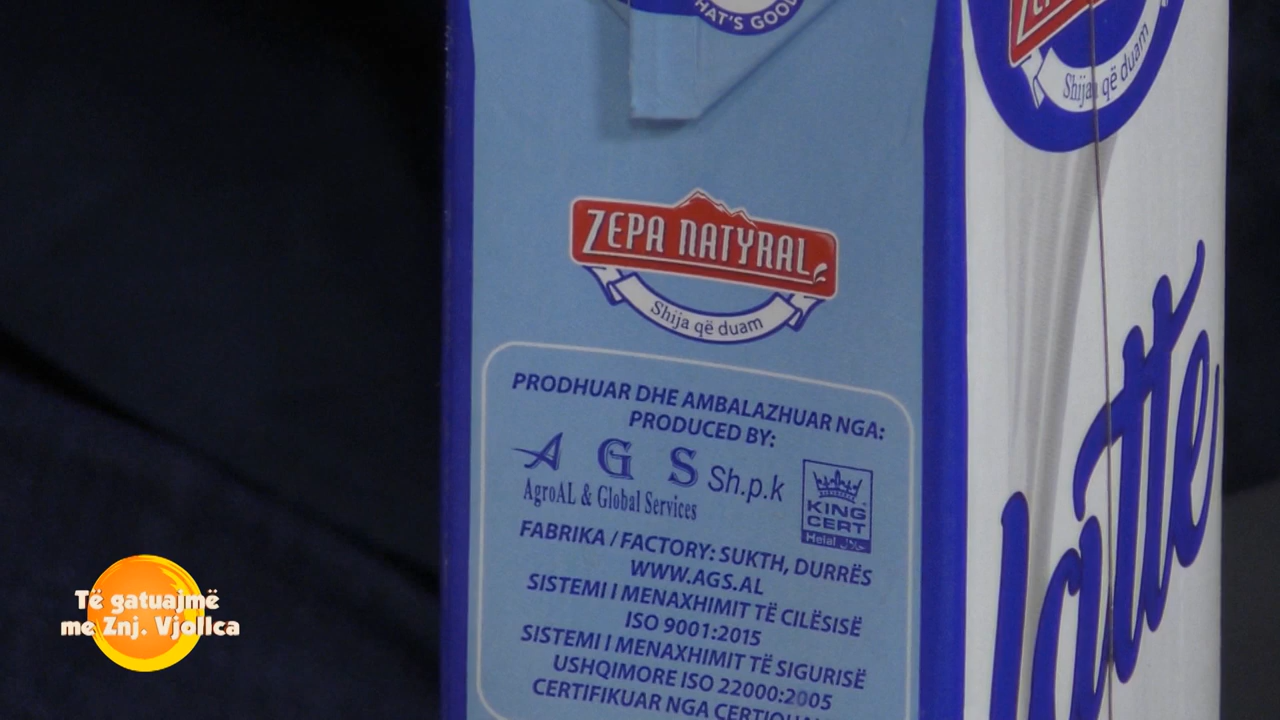 HAT'S GOOD
ZEPA NATYRAL
Shija që duam
PRODHUAR DHE AMBALAZHUAR NGA:
PRODUCED BY:
A G S Sh.p.k
AgroAL & Global Services
KING
CERT
Helal حلال
FABRIKA / FACTORY: SUKTH, DURRËS
WWW.AGS.AL
SISTEMI I MENAXHIMIT TË CILËSISË
ISO 9001:2015
SISTEMI I MENAXHIMIT TË SIGURISË
USHQIMORE ISO 22000:2005
CERTIFIKUAR NGA
Shija që duam
latte
Të gatuajmë
me Znj. Vjollca